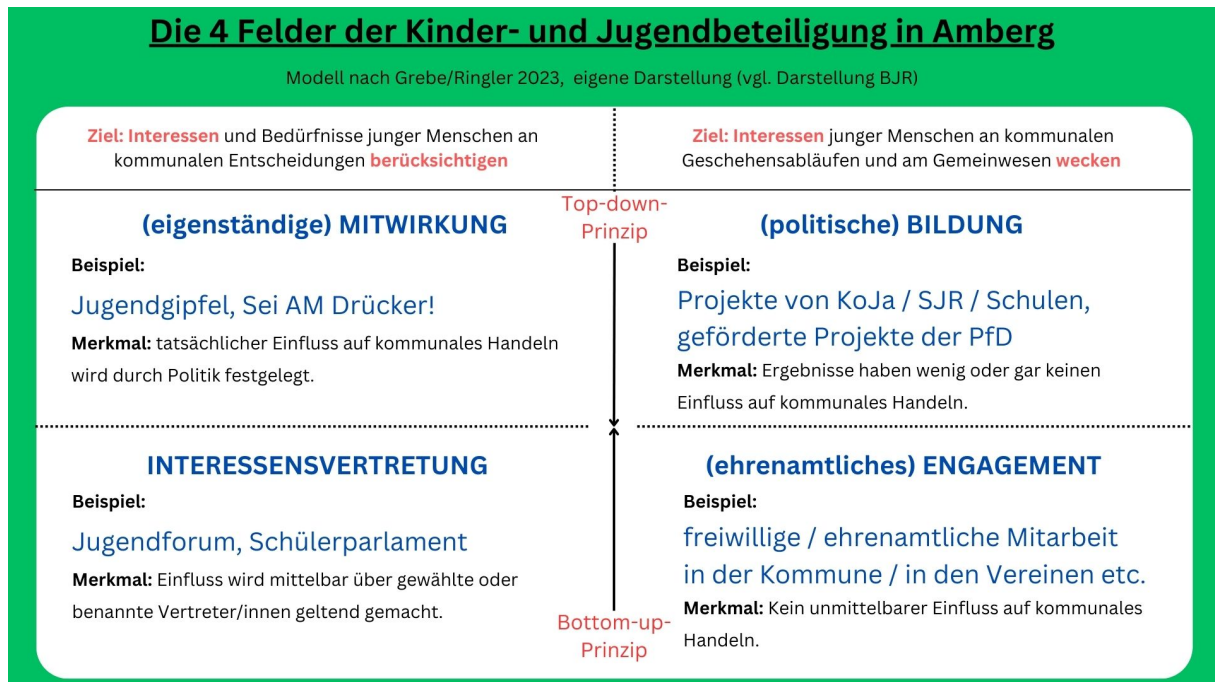 Die 4 Felder der Kinder- und Jugendbeteiligung in Amberg
Modell nach Grebe/Ringler 2023, eigene Darstellung (vgl. Darstellung BJR)
Ziel: Interessen und Bedürfnisse junger Menschen an
kommunalen Entscheidungen berücksichtigen
Ziel: Interessen junger Menschen an kommunalen
Geschehensabläufen und am Gemeinwesen wecken
Top-down-
Prinzip
(eigenständige) MITWIRKUNG
Beispiel:
Jugendgipfel, Sei AM Drücker!
Merkmal: tatsächlicher Einfluss auf kommunales Handeln
wird durch Politik festgelegt.
(politische) BILDUNG
Beispiel:
Projekte von KoJa / SJR / Schulen,
geförderte Projekte der PfD
Merkmal: Ergebnisse haben wenig oder gar keinen
Einfluss auf kommunales Handeln.
INTERESSENSVERTRETUNG
Beispiel:
Jugendforum, Schülerparlament
Merkmal: Einfluss wird mittelbar über gewählte oder
benannte Vertreter/innen geltend gemacht.
(ehrenamtliches) ENGAGEMENT
Beispiel:
freiwillige / ehrenamtliche Mitarbeit
in der Kommune / in den Vereinen etc.
Merkmal: Kein unmittelbarer Einfluss auf kommunales
Handeln.
Bottom-up-
Prinzip